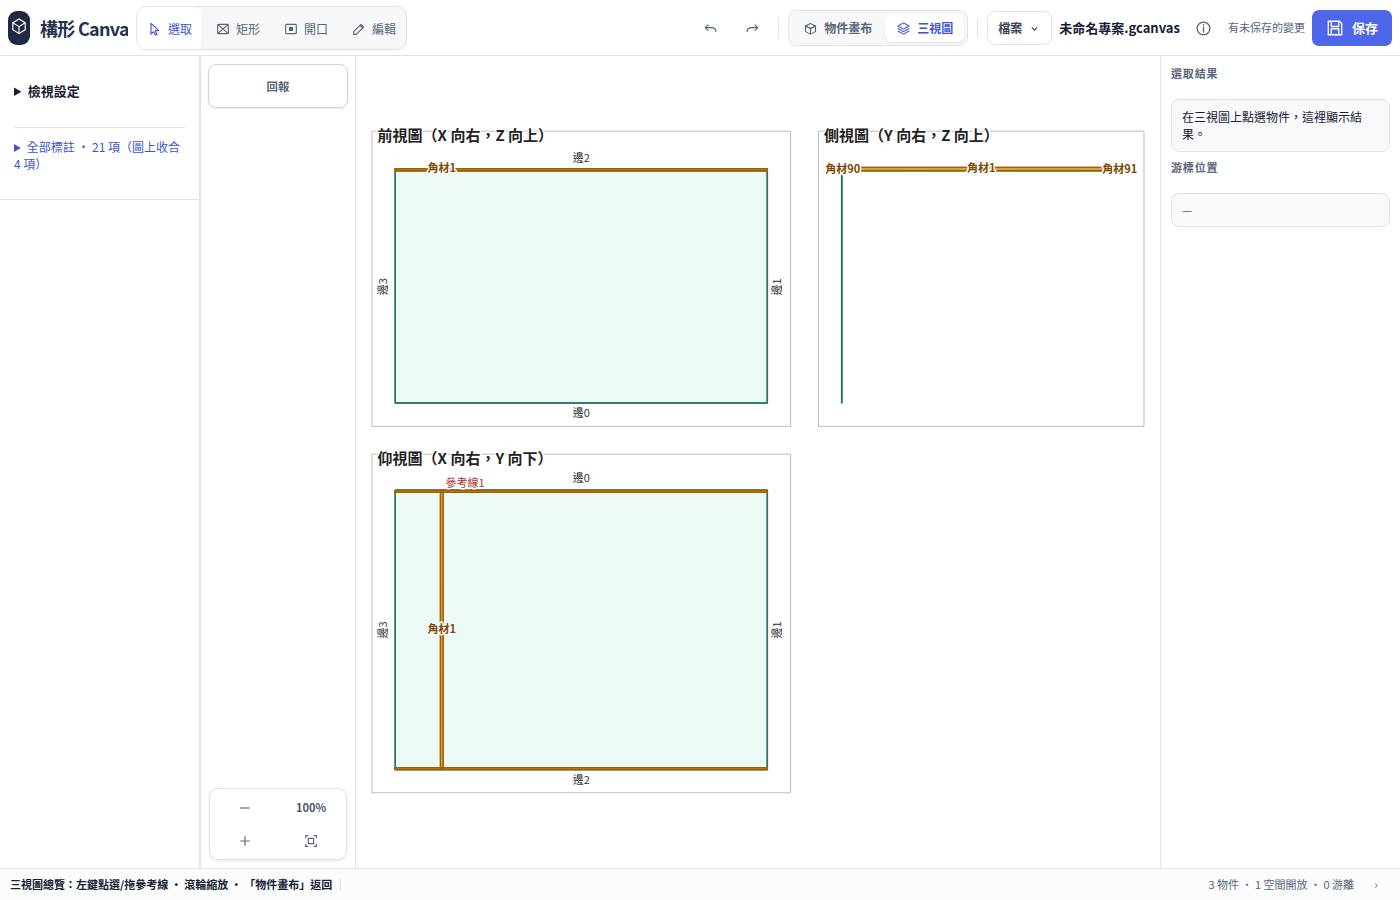 構形 Canva
選取
矩形
開口
編輯
物件畫布
三視圖
檔案
未命名專案.gcanvas
有未保存的變更
保存
檢視設定
全部標註 · 21 項（圖上收合
4 項）
回報
100%
前視圖（X 向右，Z 向上）
邊2
角材1
邊3
邊1
邊0
側視圖（Y 向右，Z 向上）
角材90
角材1
角材91
仰視圖（X 向右，Y 向下）
參考線1
邊0
邊3
角材1
邊1
邊2
選取結果
在三視圖上點選物件，這裡顯示結
果。
游標位置
—
三視圖總覽：左鍵點選/拖參考線 · 滾輪縮放 · 「物件畫布」返回
3 物件 · 1 空間開放 · 0 游離